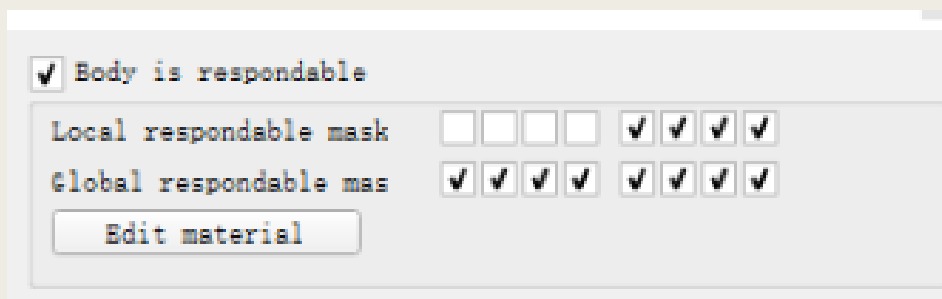 Body is respondable
Local respondable mask
Global respondable mas
Edit material